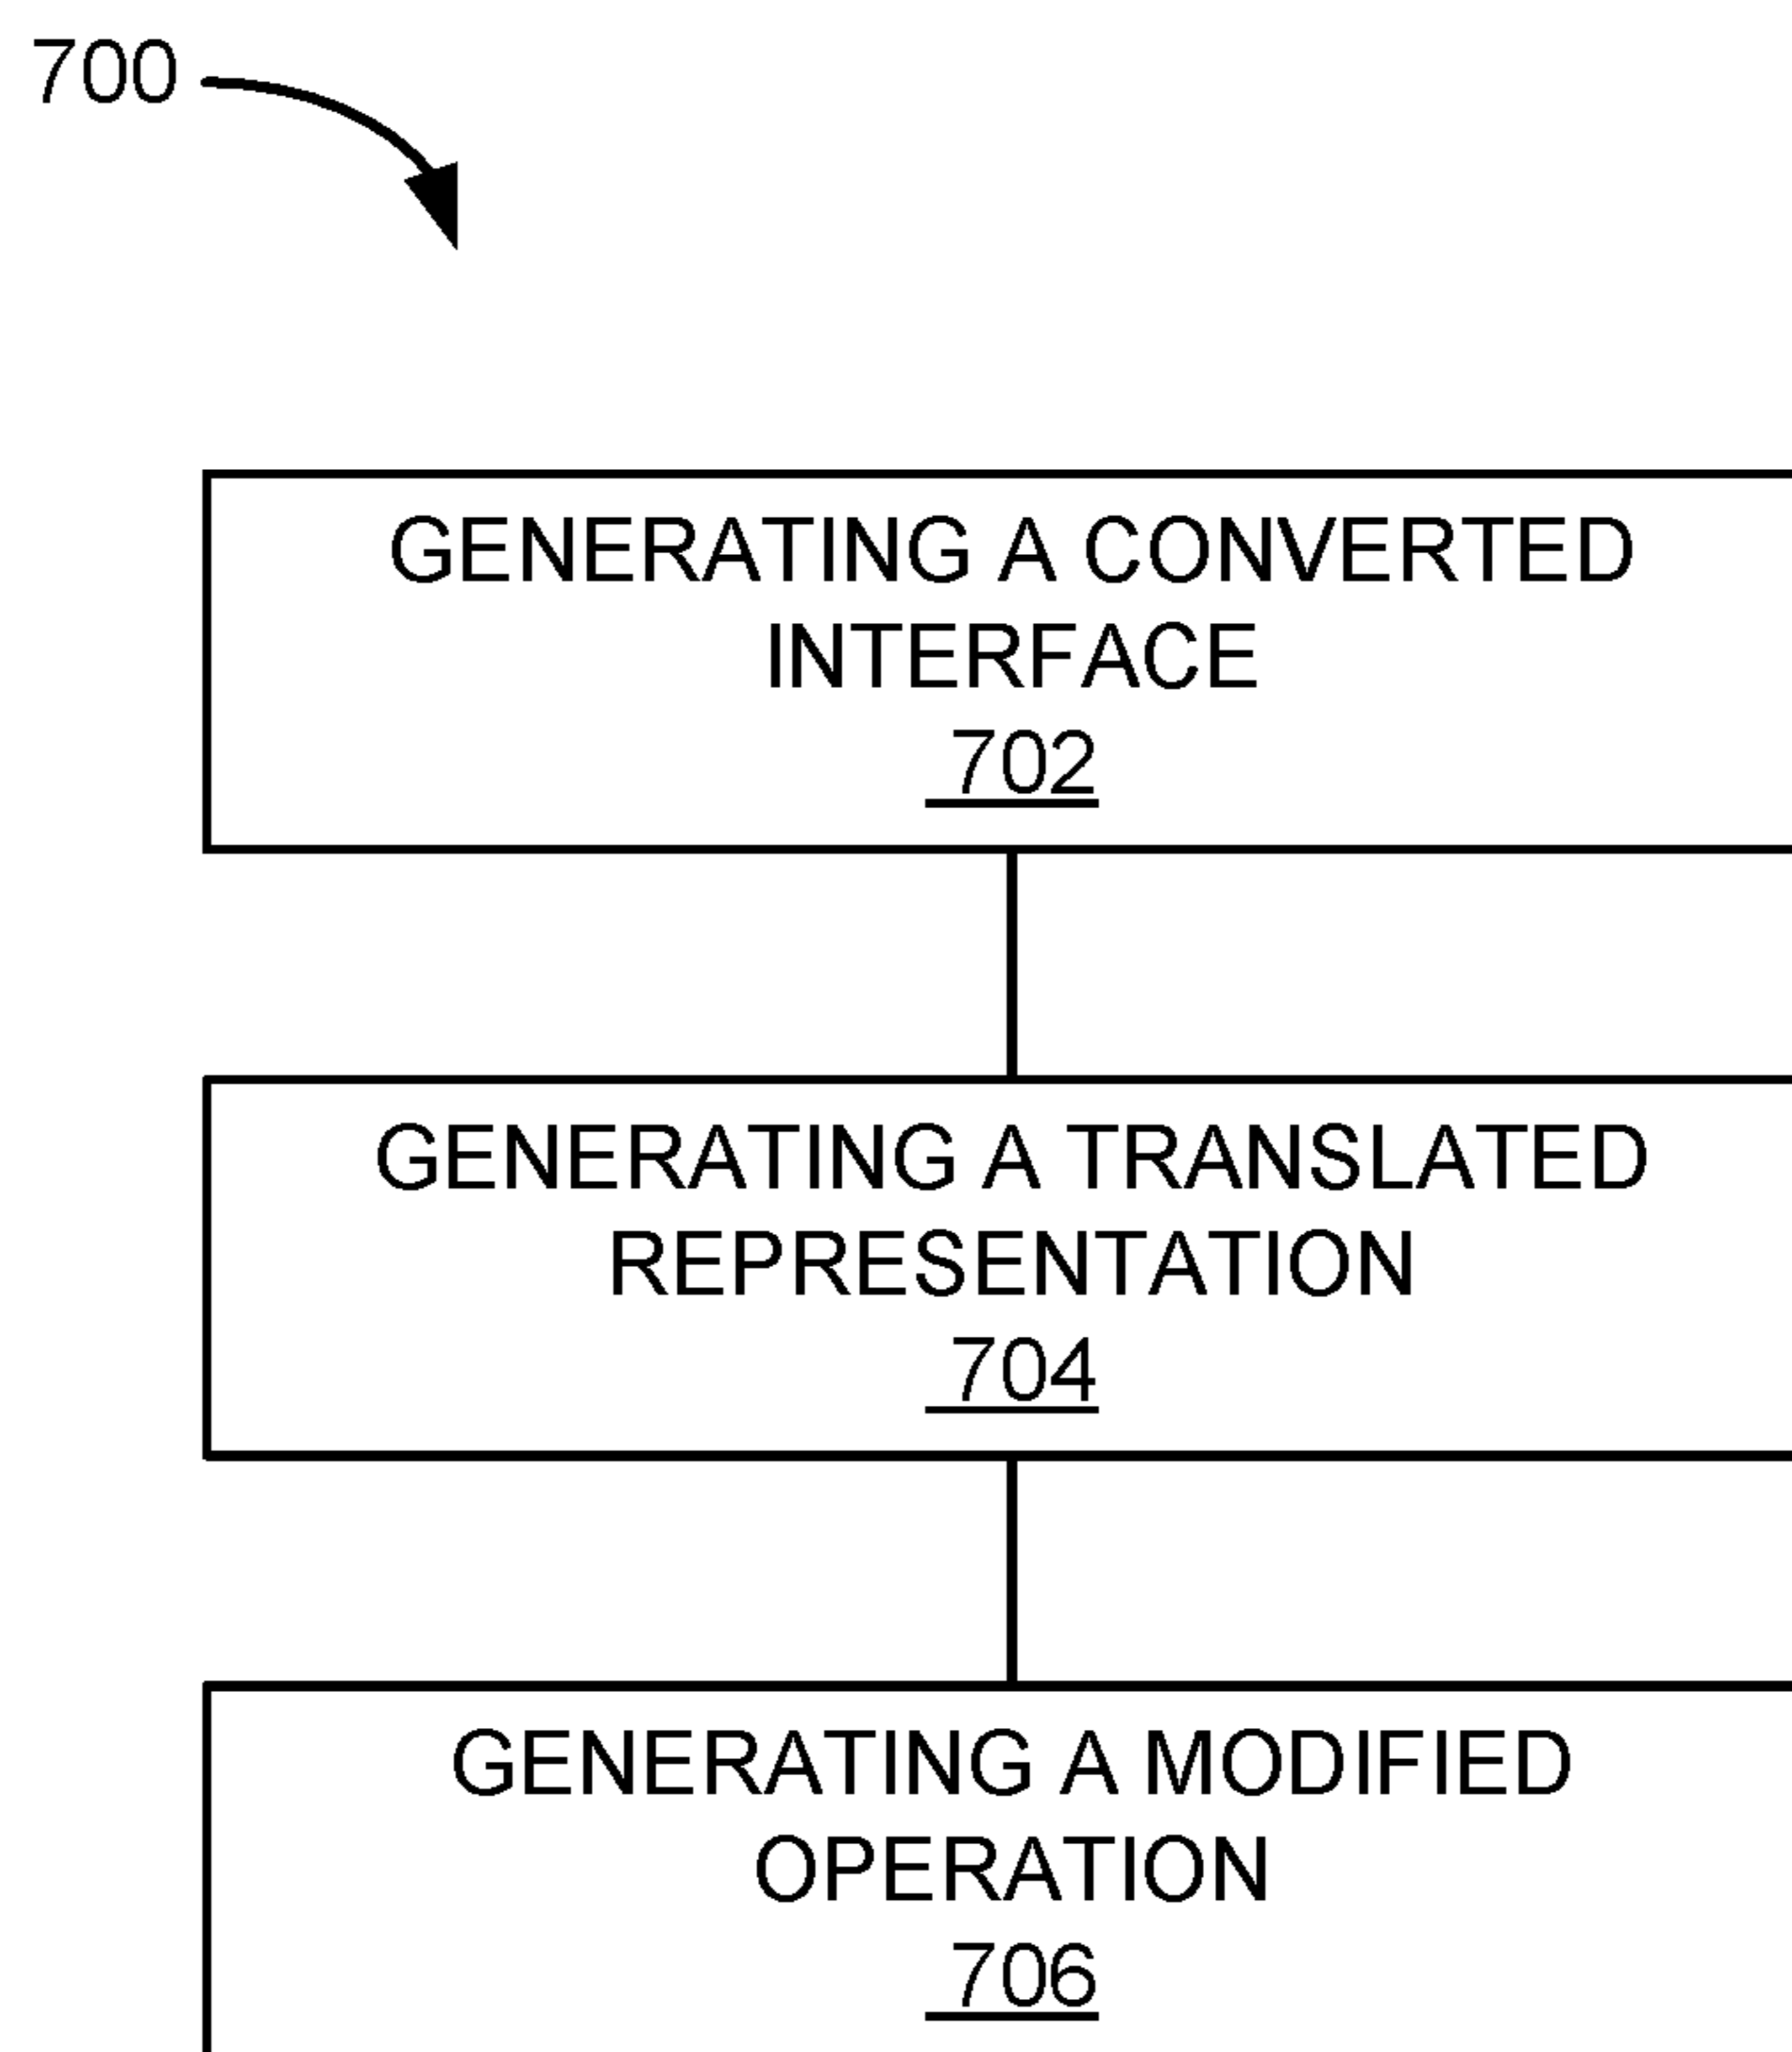 700
GENERATING A CONVERTED
INTERFACE
702
GENERATING A TRANSLATED
REPRESENTATION
704
GENERATING A MODIFIED
OPERATION
706